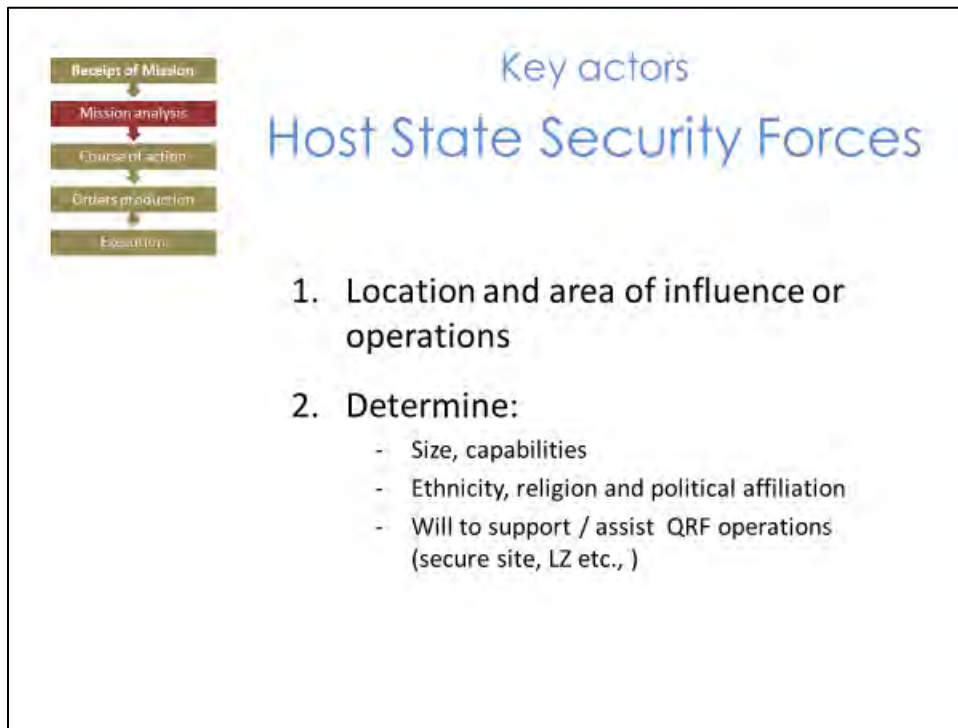 Receipt of Mission
Mission analysis
Course of action
Orders production
Execution
Key actors
Host State Security Forces
1. Location and area of influence or
operations
2. Determine:
- Size, capabilities
- Ethnicity, religion and political affiliation
- Will to support / assist QRF operations
(secure site, LZ etc., )